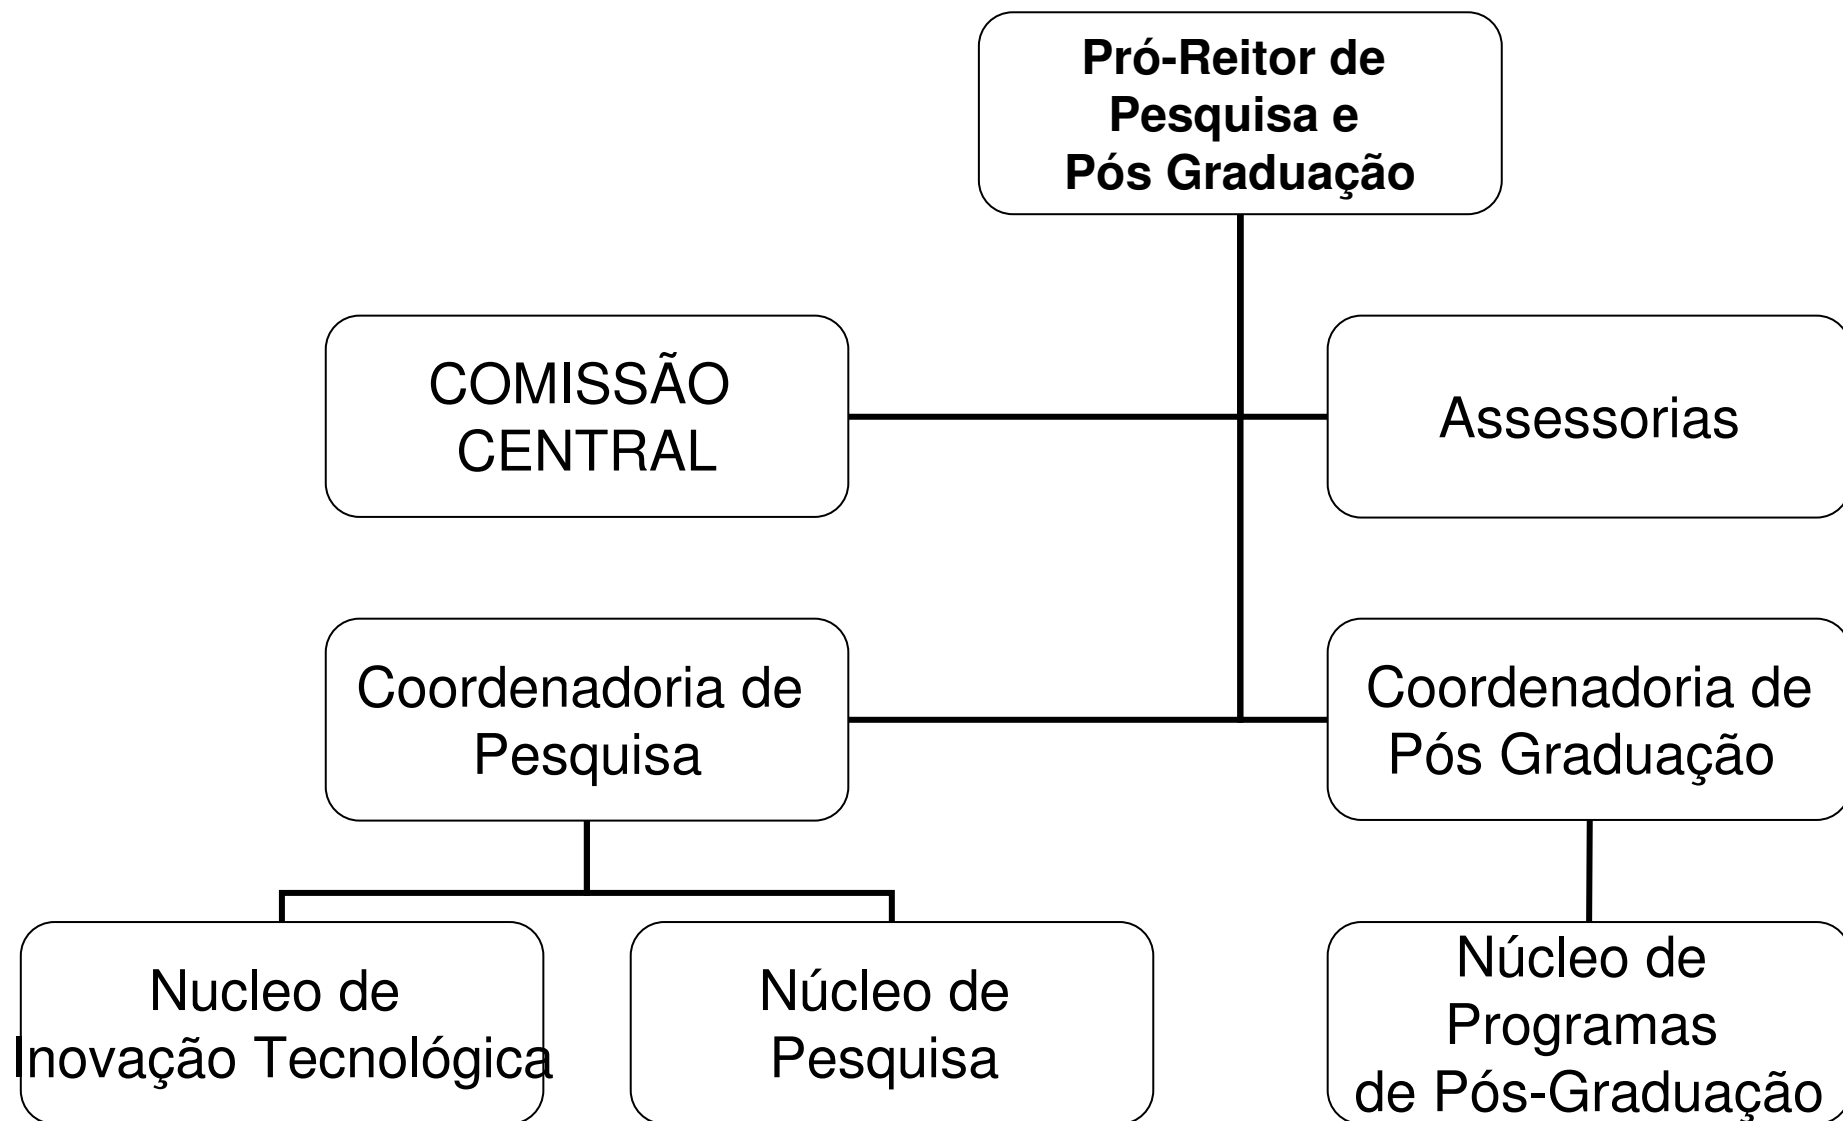 Pró-Reitor de
Pesquisa e
Pós Graduação
COMISSÃO
CENTRAL
Assessorias
Coordenadoria de
Pesquisa
Coordenadoria de
Pós Graduação
Nucleo de
Inovação Tecnológica
Núcleo de
Pesquisa
Núcleo de
Programas
de Pós-Graduação